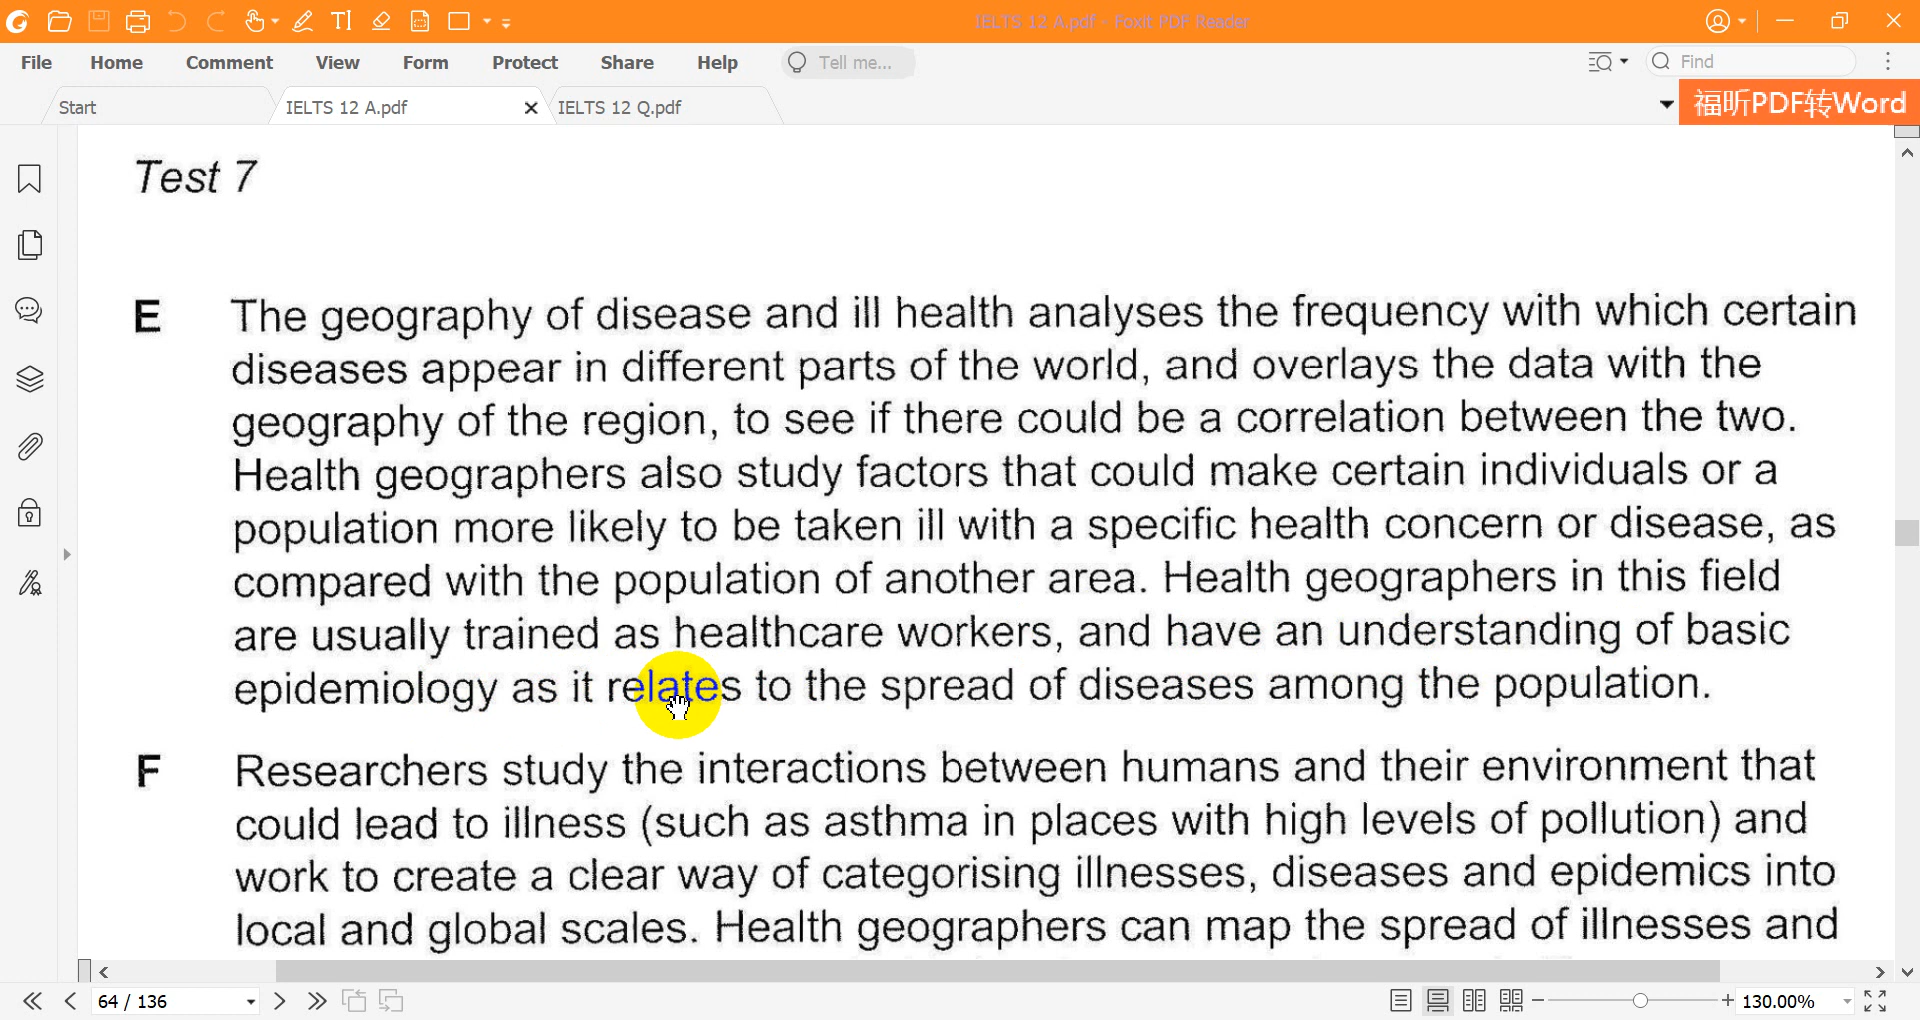 IELTS 12 A.pdf - Foxit PDF Reader
File Home Comment View Form Protect Share Help Tell me... Find
Start IELTS 12 A.pdf IELTS 12 Q.pdf 福昕PDF转Word
Test 7
E The geography of disease and ill health analyses the frequency with which certain
diseases appear in different parts of the world, and overlays the data with the
geography of the region, to see if there could be a correlation between the two.
Health geographers also study factors that could make certain individuals or a
population more likely to be taken ill with a specific health concern or disease, as
compared with the population of another area. Health geographers in this field
are usually trained as healthcare workers, and have an understanding of basic
epidemiology as it relates to the spread of diseases among the population.
F Researchers study the interactions between humans and their environment that
could lead to illness (such as asthma in places with high levels of pollution) and
work to create a clear way of categorising illnesses, diseases and epidemics into
local and global scales. Health geographers can map the spread of illnesses and
64 / 136 130.00%